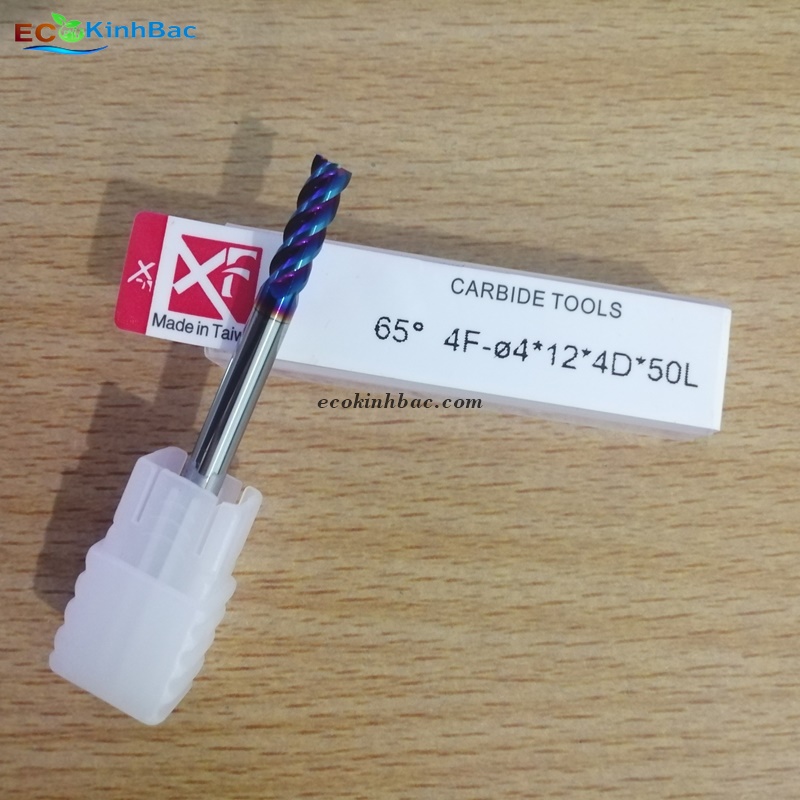 ECOKinhBac
XF
Made in Taiw
CARBIDE TOOLS
65° 4F-ø4*12*4D*50L
ecokinhbac.com